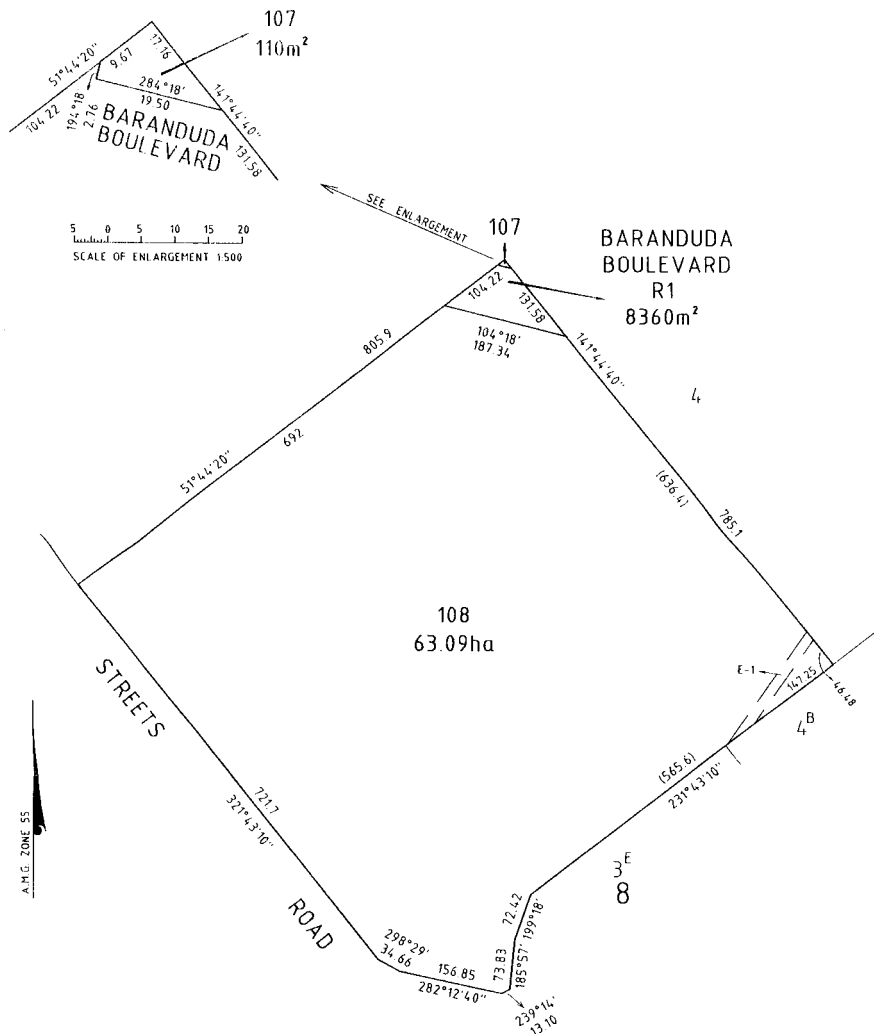 107
110m²
51°44'20"
9.67
17.16
284°18'
19.50
104.22
194°18
2.76
141°44'40"
131.58
BARANDUDA
BOULEVARD
5 0 5 10 15 20
SCALE OF ENLARGEMENT 1:500
SEE ENLARGEMENT
107
BARANDUDA
BOULEVARD
R1
8360m²
104.22
131.58
104°18'
187.34
805.9
692
51°44'20"
141°44'40"
4
(636.4)
785.1
108
63.09ha
STREETS
ROAD
E-1
147.25
46.48
4B
(565.6)
231°43'10"
721.7
321°43'10"
A.M.G. ZONE 55
3E
8
72.42
199°18'
73.83
185°57'
298°29'
34.66
156.85
282°12'40"
239°14'
13.10